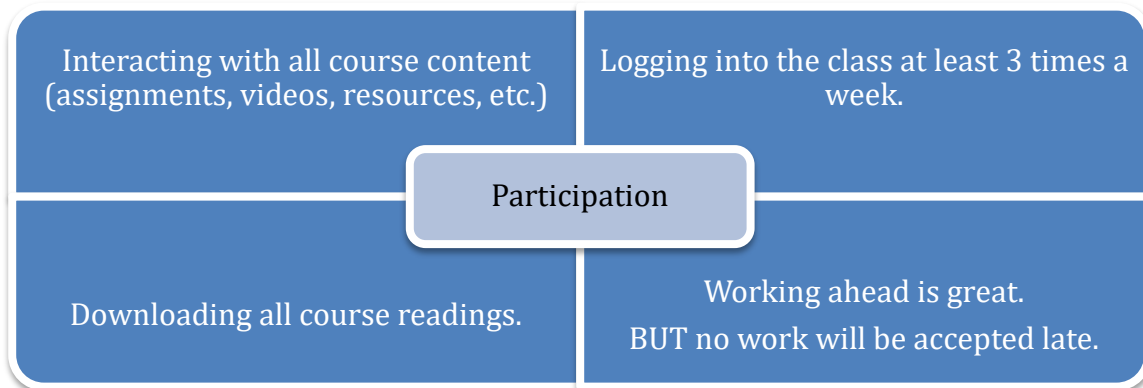 Interacting with all course content
(assignments, videos, resources, etc.)
Logging into the class at least 3 times a
week.
Participation
Downloading all course readings.
Working ahead is great.
BUT no work will be accepted late.